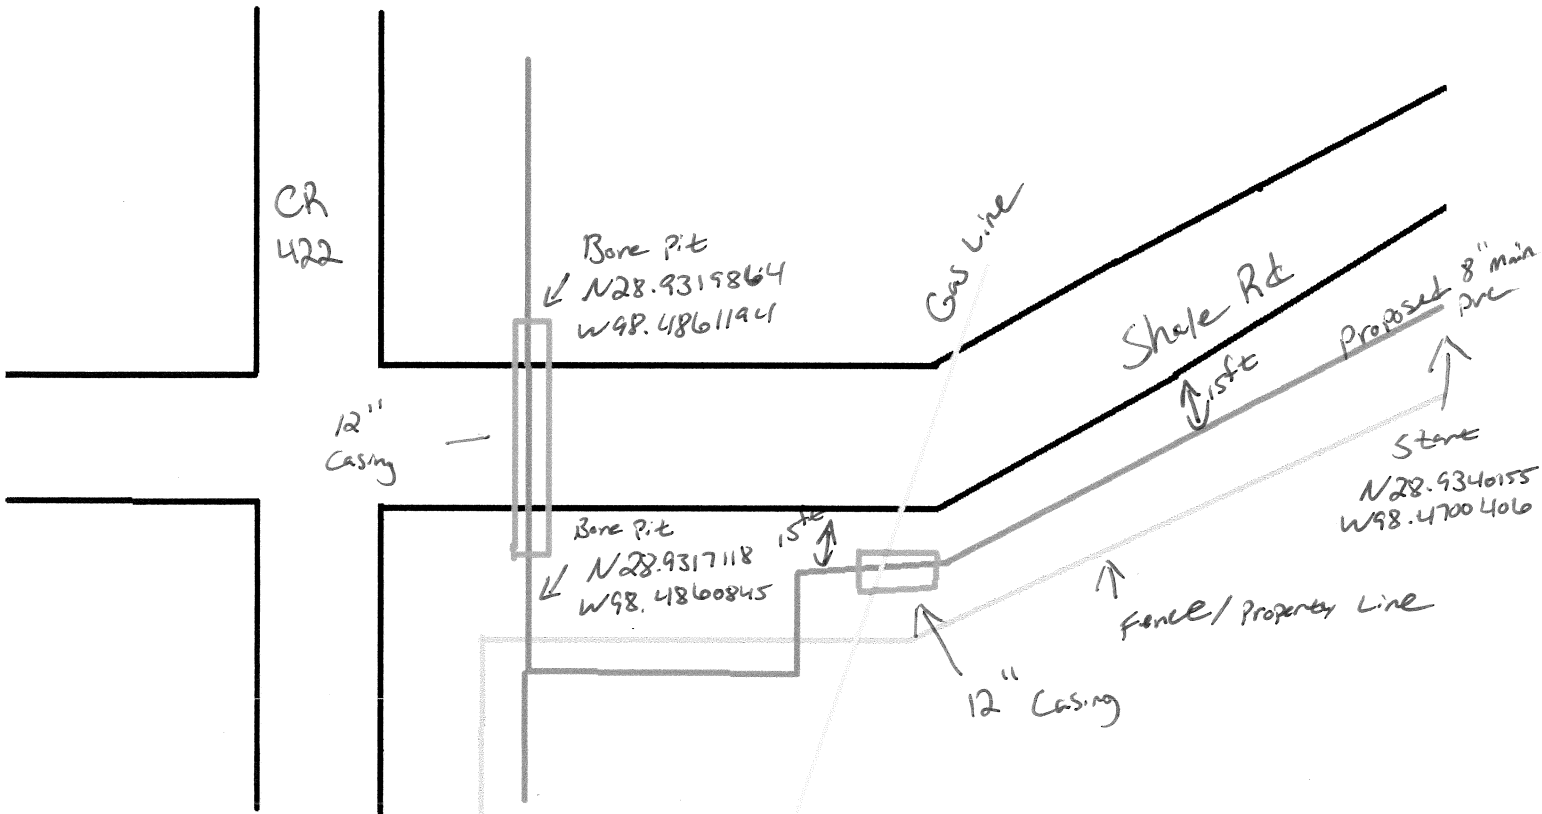 CR
422
Bore Pit
N28.9319864
W98.4861194
Gas Line
Shale Rd
Proposed 8" main
PVC
15ft
12"
Casing
Start
N28.9340155
W98.4700406
Bore Pit
N28.9317118
W98.4860845
15ft
Fence/Property Line
12" Casing